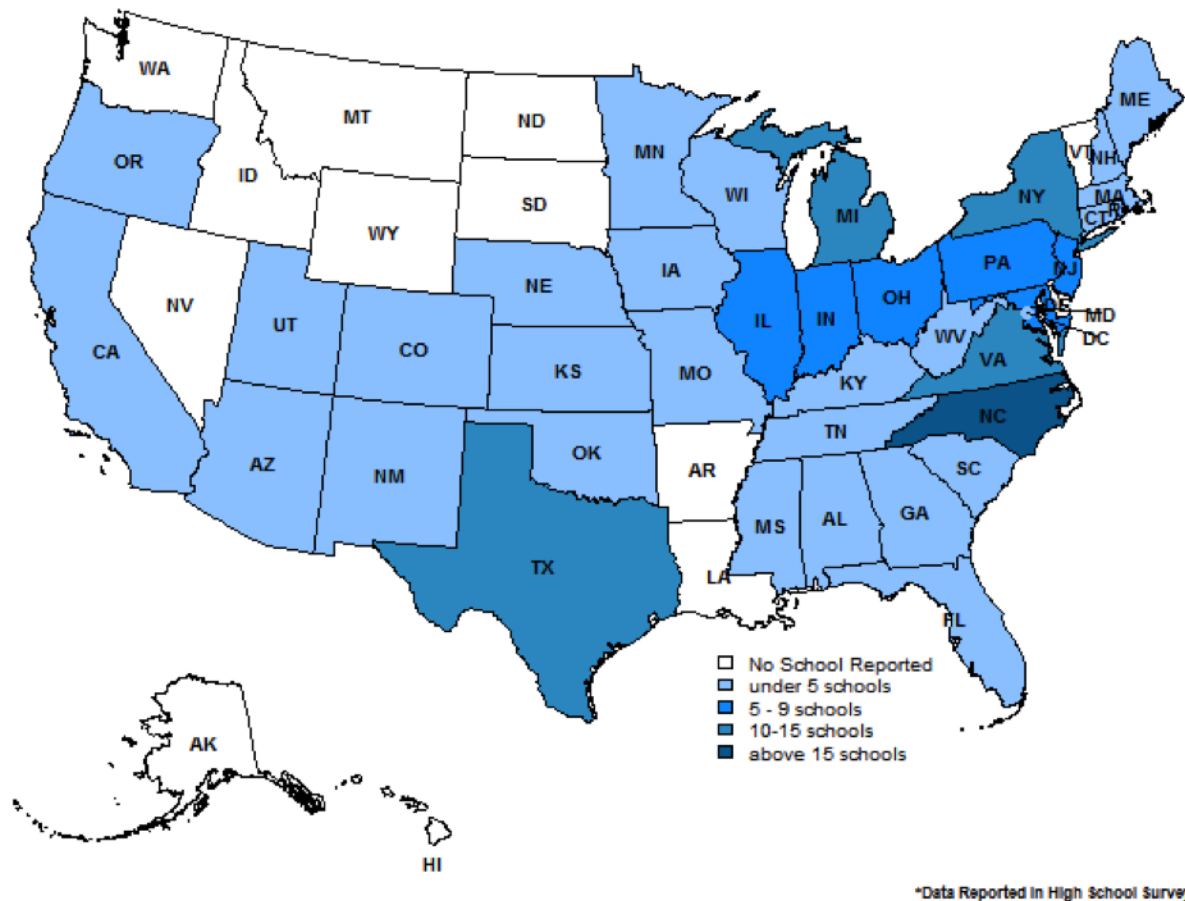 WA
MT
ND
MN
ME
VT
NH
OR
ID
SD
WI
NY
MA
CT
WY
MI
IA
PA
NJ
NE
NV
OH
DE
UT
IL
IN
MD
CA
CO
WV
DC
KS
MO
KY
VA
NC
TN
AZ
NM
OK
AR
SC
MS
AL
GA
TX
LA
FL
No School Reported
under 5 schools
5 - 9 schools
10-15 schools
above 15 schools
AK
HI
*Data Reported in High School Survey